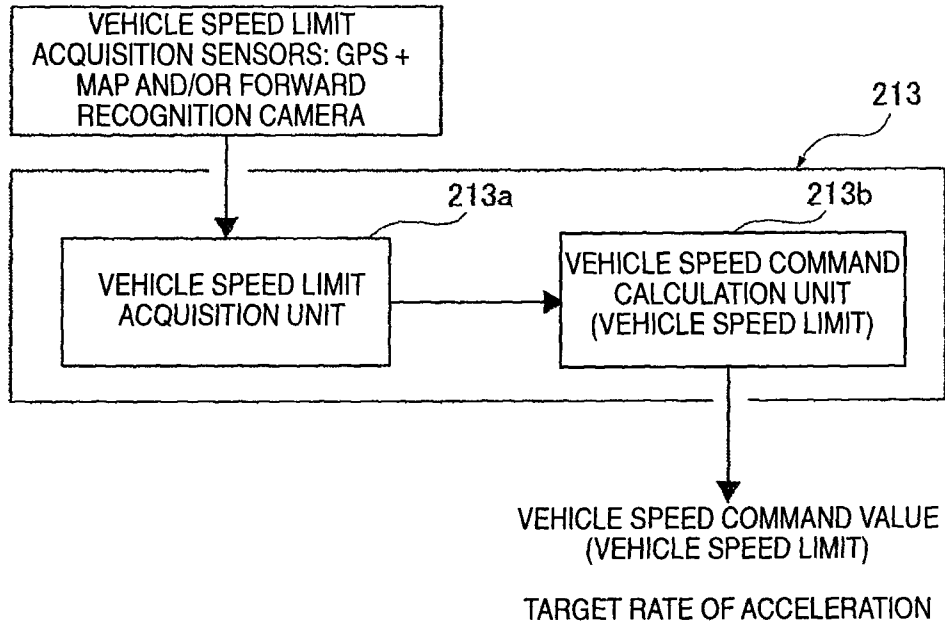 VEHICLE SPEED LIMIT
ACQUISITION SENSORS: GPS +
MAP AND/OR FORWARD
RECOGNITION CAMERA
213
213a
213b
VEHICLE SPEED LIMIT
ACQUISITION UNIT
VEHICLE SPEED COMMAND
CALCULATION UNIT
(VEHICLE SPEED LIMIT)
VEHICLE SPEED COMMAND VALUE
(VEHICLE SPEED LIMIT)
TARGET RATE OF ACCELERATION